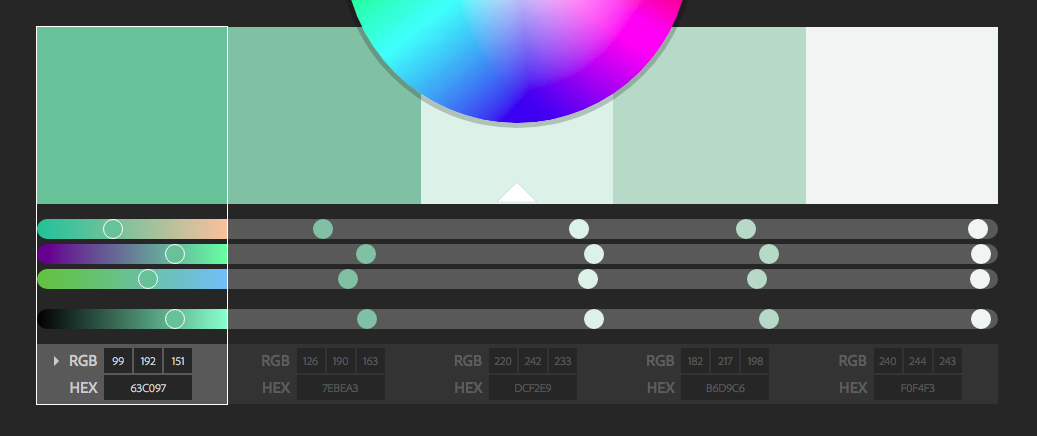 RGB 99 192 151 RGB 126 190 163 RGB 220 242 233 RGB 182 217 198 RGB 240 244 243
HEX 63C097 HEX 7EBEA3 HEX DCF2E9 HEX B6D9C6 HEX F0F4F3